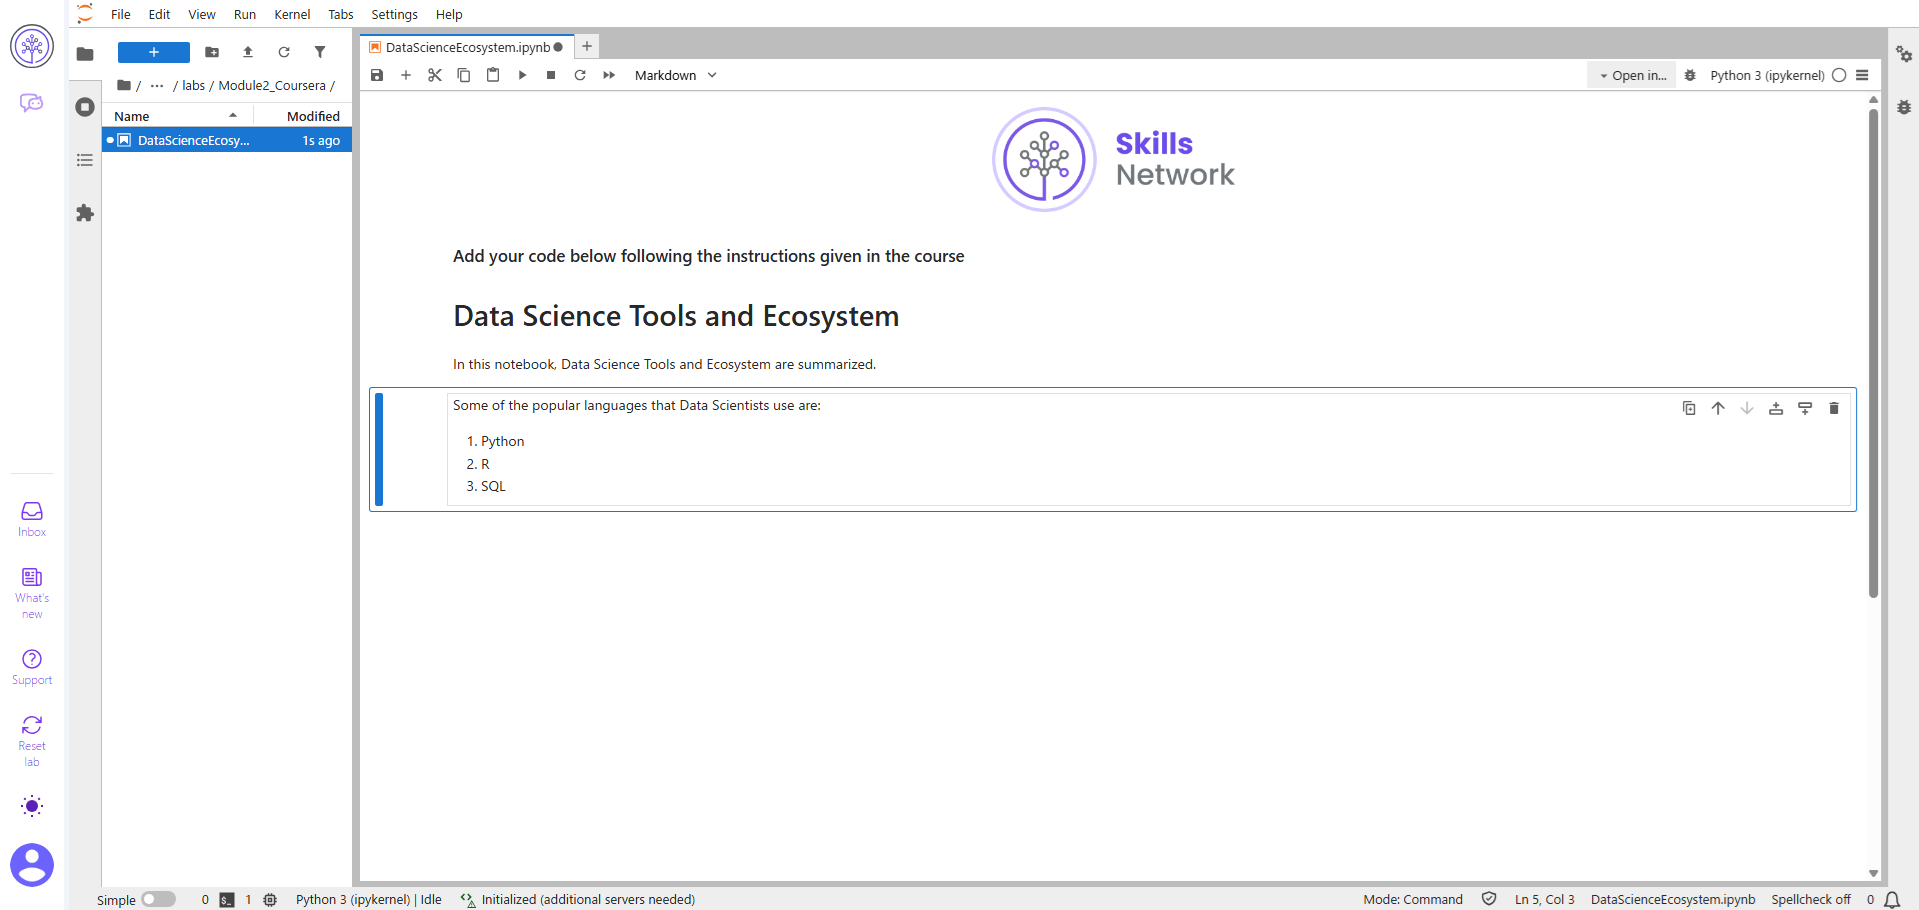 File Edit View Run Kernel Tabs Settings Help
DataScienceEcosystem.ipynb
Markdown
Open in...
Python 3 (ipykernel)
/ ··· / labs / Module2_Coursera /
Name Modified
DataScienceEcosy... 1s ago
Skills
Network
Add your code below following the instructions given in the course
Data Science Tools and Ecosystem
In this notebook, Data Science Tools and Ecosystem are summarized.
Some of the popular languages that Data Scientists use are:
1. Python
2. R
3. SQL
Inbox
What's
new
Support
Reset
lab
Simple 0 $_ 1 Python 3 (ipykernel) | Idle Initialized (additional servers needed) Mode: Command Ln 5, Col 3 DataScienceEcosystem.ipynb Spellcheck off 0